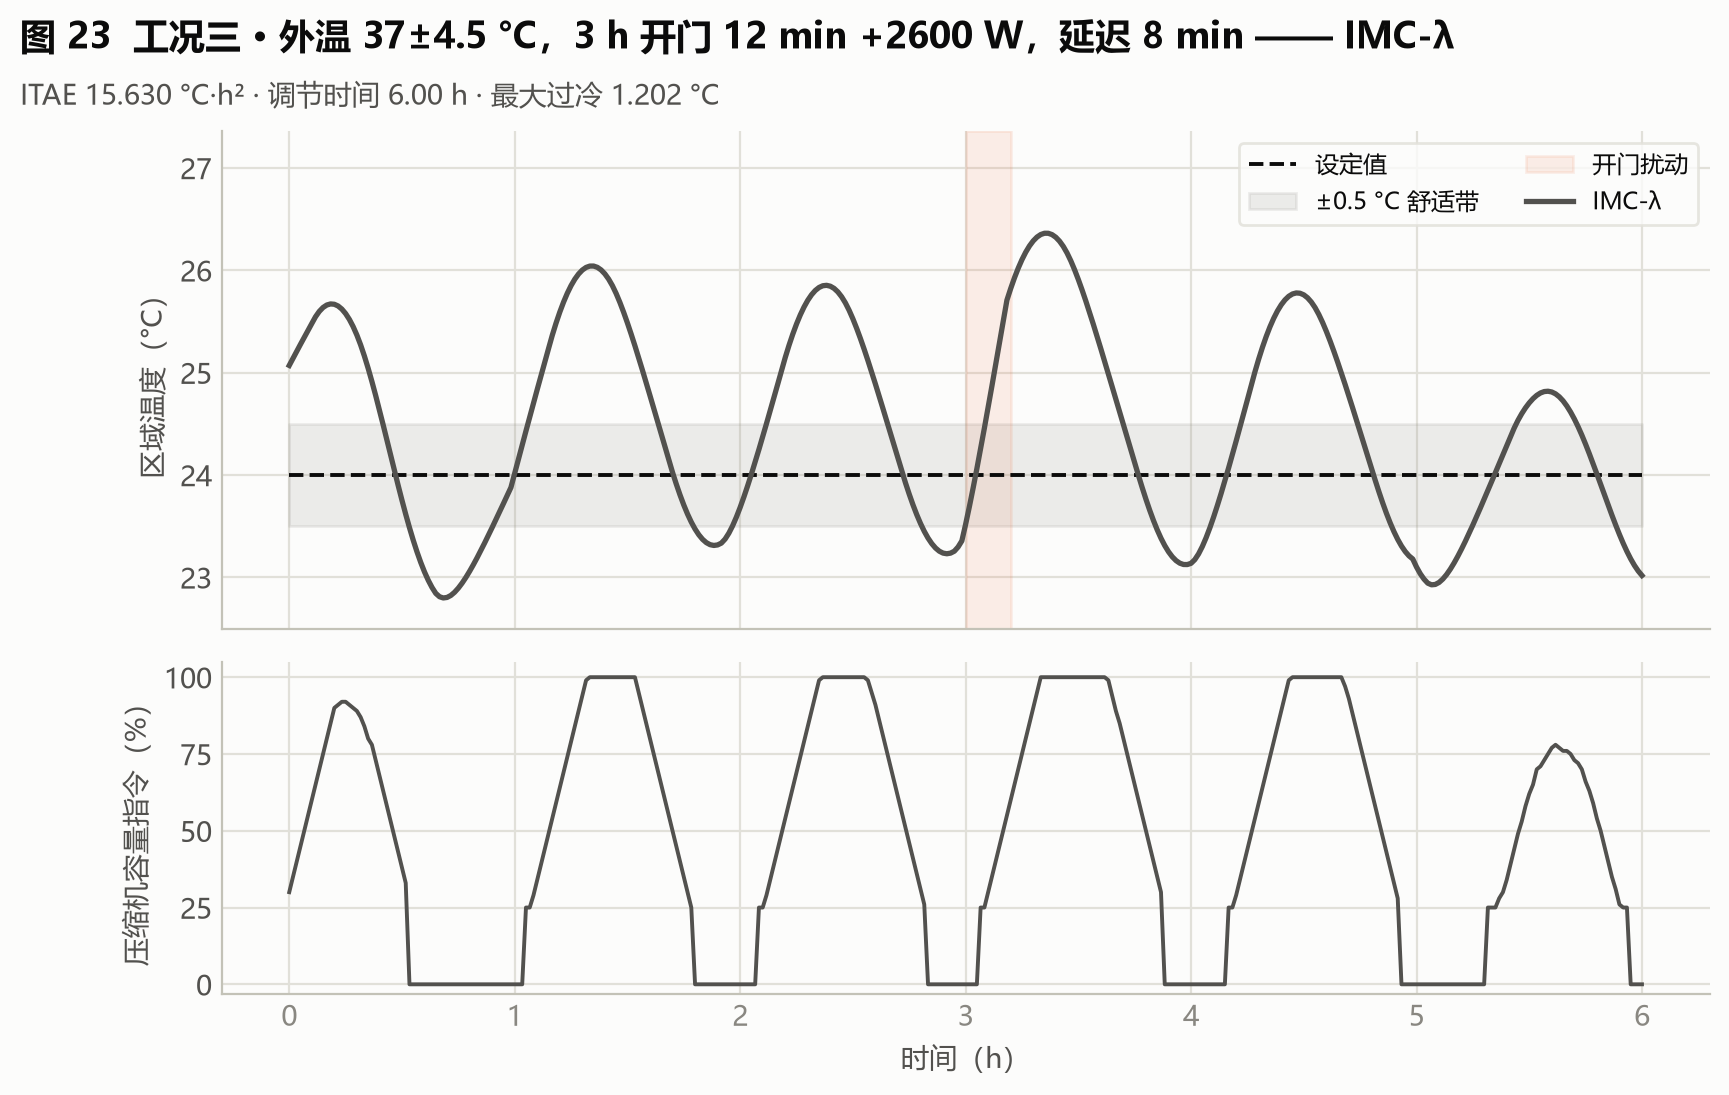 图 23 工况三 • 外温 37±4.5 °C，3 h 开门 12 min +2600 W，延迟 8 min —— IMC-λ
ITAE 15.630 °C·h² · 调节时间 6.00 h · 最大过冷 1.202 °C
设定值
±0.5 °C 舒适带
开门扰动
IMC-λ
区域温度（°C）
27
26
25
24
23
压缩机容量指令（%）
100
75
50
25
0
0 1 2 3 4 5 6
时间（h）